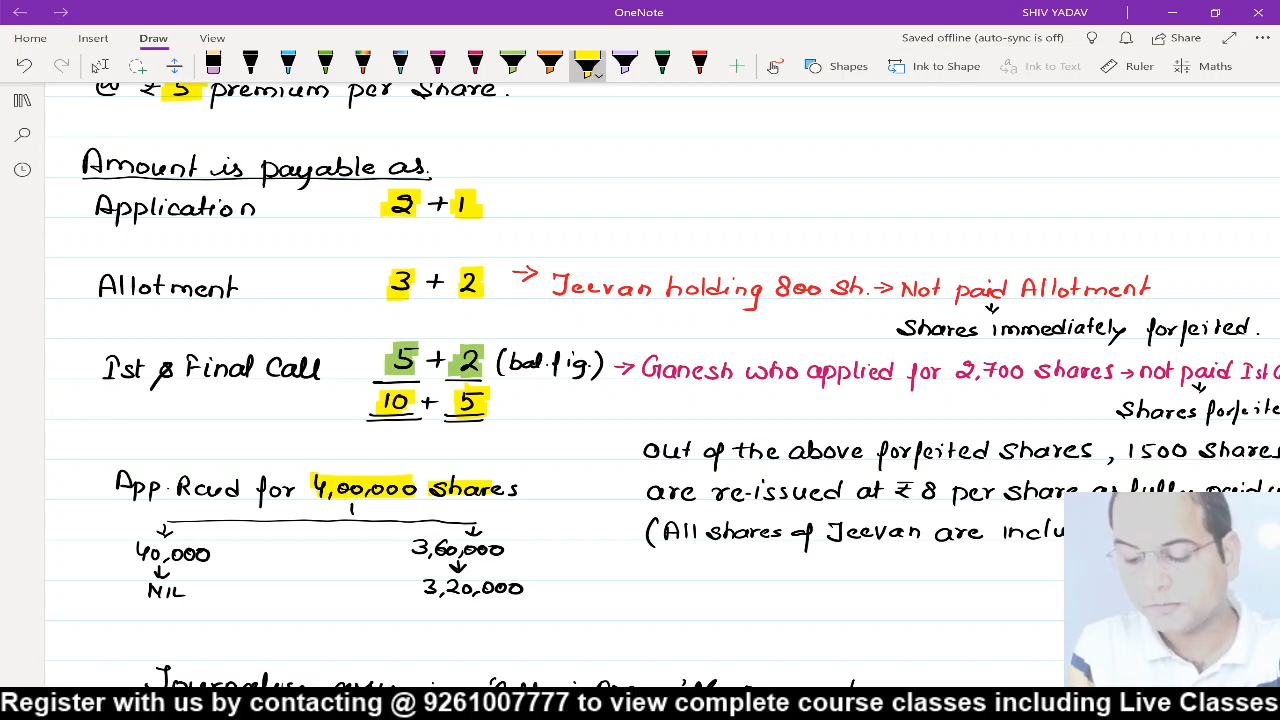 OneNote
SHIV YADAV
Home Insert Draw View
Saved offline (auto-sync is off)
Share
Shapes
Ink to Shape
Ink to Text
Ruler
Maths
@ ₹ 5 premium per share.
Amount is payable as.
Application 2 + 1
Allotment 3 + 2 → Jeevan holding 800 Sh. → Not paid Allotment
Shares immediately forfeited.
Ist & Final Call 5 + 2 (bal. fig.) → Ganesh who applied for 2,700 shares → not paid Ist
10 + 5
Shares forfeite
Out of the above forfeited shares, 1500 shares
App. Rcvd for 4,00,000 shares
are re-issued at ₹ 8 per share as fully paid
(All shares of Jeevan are inclu
40,000 3,60,000
NIL 3,20,000
Register with us by contacting @ 9261007777 to view complete course classes including Live Classes